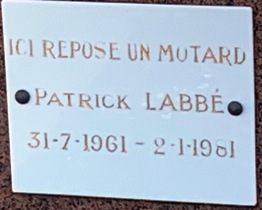 ICI REPOSE UN MOTARD
PATRICK LABBÉ
31-7-1961 - 2-1-1981